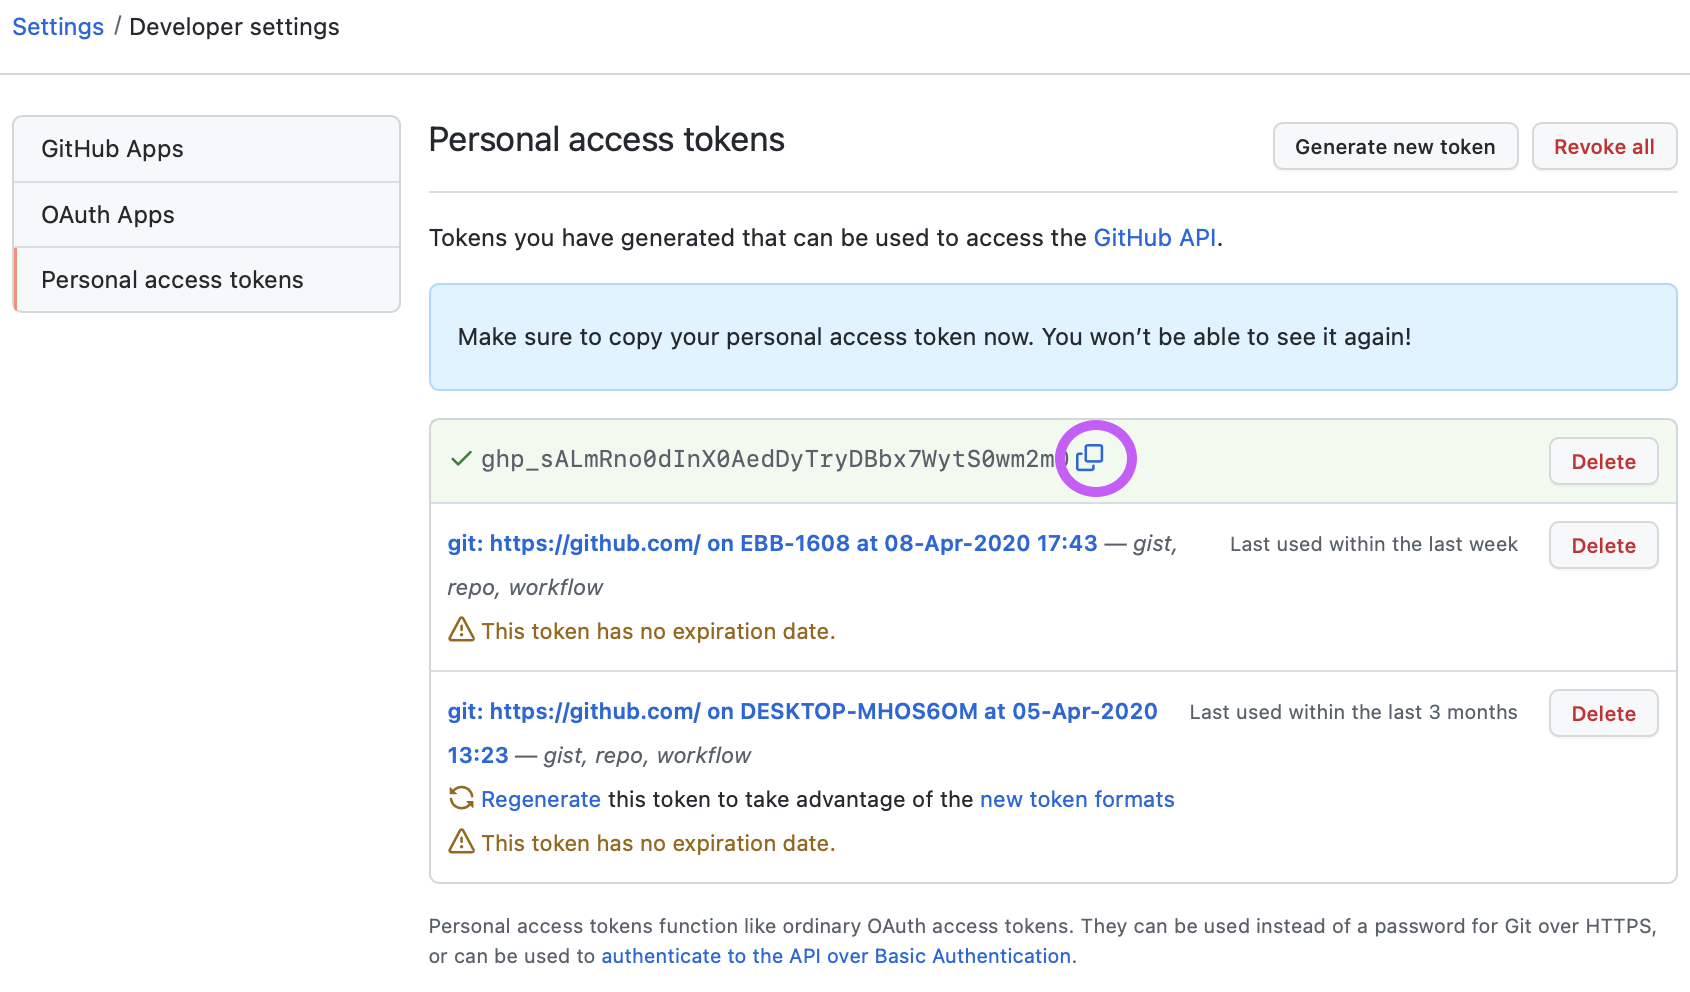 Settings / Developer settings
GitHub Apps
OAuth Apps
Personal access tokens
Personal access tokens
Generate new token
Revoke all
Tokens you have generated that can be used to access the GitHub API.
Make sure to copy your personal access token now. You won’t be able to see it again!
Delete
git: https://github.com/ on EBB-1608 at 08-Apr-2020 17:43 — gist,
repo, workflow
Last used within the last week
Delete
This token has no expiration date.
git: https://github.com/ on DESKTOP-MHOS6OM at 05-Apr-2020
13:23 — gist, repo, workflow
Last used within the last 3 months
Delete
Regenerate this token to take advantage of the new token formats
This token has no expiration date.
Personal access tokens function like ordinary OAuth access tokens. They can be used instead of a password for Git over HTTPS,
or can be used to authenticate to the API over Basic Authentication.